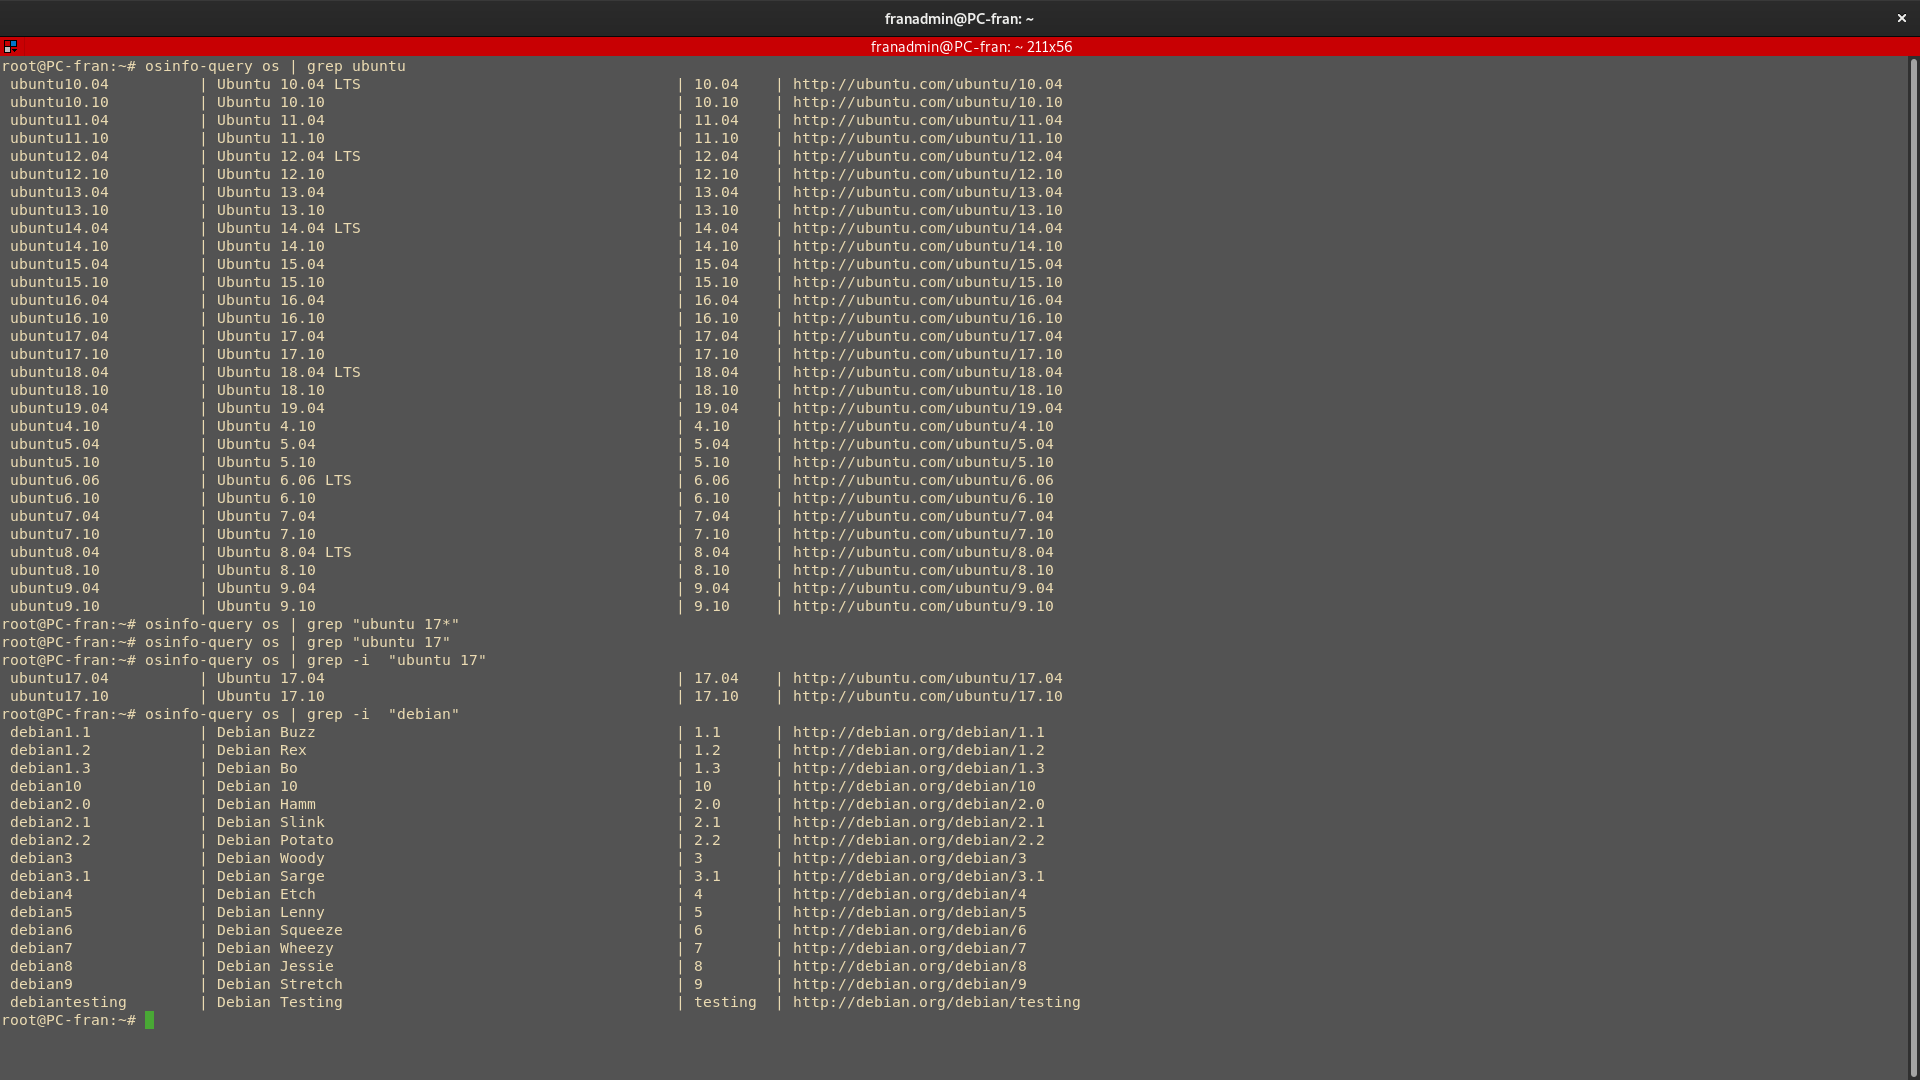 franadmin@PC-fran: ~
franadmin@PC-fran: ~ 211x56
root@PC-fran:~# osinfo-query os | grep ubuntu
ubuntu10.04 | Ubuntu 10.04 LTS | 10.04 | http://ubuntu.com/ubuntu/10.04
ubuntu10.10 | Ubuntu 10.10 | 10.10 | http://ubuntu.com/ubuntu/10.10
ubuntu11.04 | Ubuntu 11.04 | 11.04 | http://ubuntu.com/ubuntu/11.04
ubuntu11.10 | Ubuntu 11.10 | 11.10 | http://ubuntu.com/ubuntu/11.10
ubuntu12.04 | Ubuntu 12.04 LTS | 12.04 | http://ubuntu.com/ubuntu/12.04
ubuntu12.10 | Ubuntu 12.10 | 12.10 | http://ubuntu.com/ubuntu/12.10
ubuntu13.04 | Ubuntu 13.04 | 13.04 | http://ubuntu.com/ubuntu/13.04
ubuntu13.10 | Ubuntu 13.10 | 13.10 | http://ubuntu.com/ubuntu/13.10
ubuntu14.04 | Ubuntu 14.04 LTS | 14.04 | http://ubuntu.com/ubuntu/14.04
ubuntu14.10 | Ubuntu 14.10 | 14.10 | http://ubuntu.com/ubuntu/14.10
ubuntu15.04 | Ubuntu 15.04 | 15.04 | http://ubuntu.com/ubuntu/15.04
ubuntu15.10 | Ubuntu 15.10 | 15.10 | http://ubuntu.com/ubuntu/15.10
ubuntu16.04 | Ubuntu 16.04 | 16.04 | http://ubuntu.com/ubuntu/16.04
ubuntu16.10 | Ubuntu 16.10 | 16.10 | http://ubuntu.com/ubuntu/16.10
ubuntu17.04 | Ubuntu 17.04 | 17.04 | http://ubuntu.com/ubuntu/17.04
ubuntu17.10 | Ubuntu 17.10 | 17.10 | http://ubuntu.com/ubuntu/17.10
ubuntu18.04 | Ubuntu 18.04 LTS | 18.04 | http://ubuntu.com/ubuntu/18.04
ubuntu18.10 | Ubuntu 18.10 | 18.10 | http://ubuntu.com/ubuntu/18.10
ubuntu19.04 | Ubuntu 19.04 | 19.04 | http://ubuntu.com/ubuntu/19.04
ubuntu4.10 | Ubuntu 4.10 | 4.10 | http://ubuntu.com/ubuntu/4.10
ubuntu5.04 | Ubuntu 5.04 | 5.04 | http://ubuntu.com/ubuntu/5.04
ubuntu5.10 | Ubuntu 5.10 | 5.10 | http://ubuntu.com/ubuntu/5.10
ubuntu6.06 | Ubuntu 6.06 LTS | 6.06 | http://ubuntu.com/ubuntu/6.06
ubuntu6.10 | Ubuntu 6.10 | 6.10 | http://ubuntu.com/ubuntu/6.10
ubuntu7.04 | Ubuntu 7.04 | 7.04 | http://ubuntu.com/ubuntu/7.04
ubuntu7.10 | Ubuntu 7.10 | 7.10 | http://ubuntu.com/ubuntu/7.10
ubuntu8.04 | Ubuntu 8.04 LTS | 8.04 | http://ubuntu.com/ubuntu/8.04
ubuntu8.10 | Ubuntu 8.10 | 8.10 | http://ubuntu.com/ubuntu/8.10
ubuntu9.04 | Ubuntu 9.04 | 9.04 | http://ubuntu.com/ubuntu/9.04
ubuntu9.10 | Ubuntu 9.10 | 9.10 | http://ubuntu.com/ubuntu/9.10
root@PC-fran:~# osinfo-query os | grep "ubuntu 17*"
root@PC-fran:~# osinfo-query os | grep "ubuntu 17"
root@PC-fran:~# osinfo-query os | grep -i  "ubuntu 17"
ubuntu17.04 | Ubuntu 17.04 | 17.04 | http://ubuntu.com/ubuntu/17.04
ubuntu17.10 | Ubuntu 17.10 | 17.10 | http://ubuntu.com/ubuntu/17.10
root@PC-fran:~# osinfo-query os | grep -i  "debian"
debian1.1 | Debian Buzz | 1.1 | http://debian.org/debian/1.1
debian1.2 | Debian Rex | 1.2 | http://debian.org/debian/1.2
debian1.3 | Debian Bo | 1.3 | http://debian.org/debian/1.3
debian10 | Debian 10 | 10 | http://debian.org/debian/10
debian2.0 | Debian Hamm | 2.0 | http://debian.org/debian/2.0
debian2.1 | Debian Slink | 2.1 | http://debian.org/debian/2.1
debian2.2 | Debian Potato | 2.2 | http://debian.org/debian/2.2
debian3 | Debian Woody | 3 | http://debian.org/debian/3
debian3.1 | Debian Sarge | 3.1 | http://debian.org/debian/3.1
debian4 | Debian Etch | 4 | http://debian.org/debian/4
debian5 | Debian Lenny | 5 | http://debian.org/debian/5
debian6 | Debian Squeeze | 6 | http://debian.org/debian/6
debian7 | Debian Wheezy | 7 | http://debian.org/debian/7
debian8 | Debian Jessie | 8 | http://debian.org/debian/8
debian9 | Debian Stretch | 9 | http://debian.org/debian/9
debiantesting | Debian Testing | testing | http://debian.org/debian/testing
root@PC-fran:~#